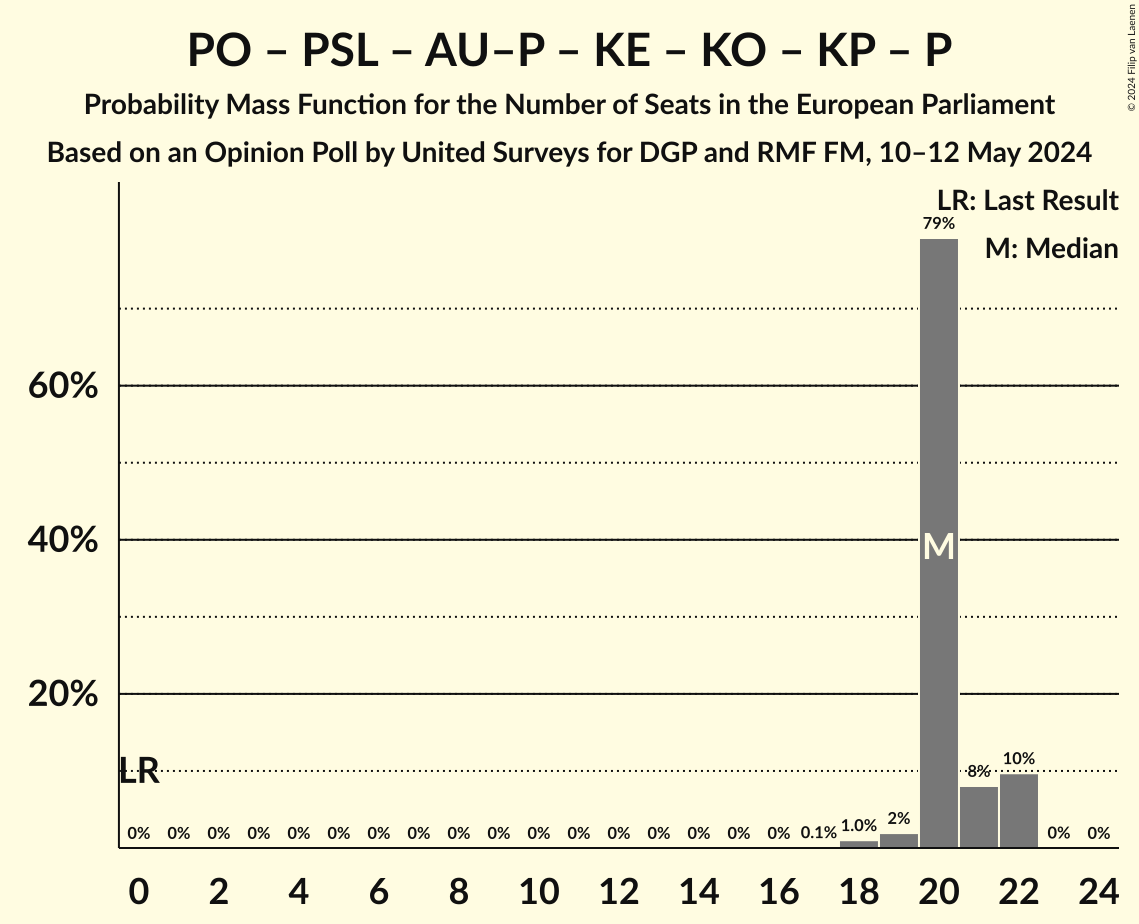 PO – PSL – AU–P – KE – KO – KP – P
Probability Mass Function for the Number of Seats in the European Parliament
Based on an Opinion Poll by United Surveys for DGP and RMF FM, 10–12 May 2024
© 2024 Filip van Laenen
LR: Last Result
M: Median
79%
60%
40%
M
20%
LR
0% 0% 0% 0% 0% 0% 0% 0% 0% 0% 0% 0% 0% 0% 0% 0% 0% 0.1% 1.0% 2% 8% 10% 0% 0%
0 2 4 6 8 10 12 14 16 18 20 22 24